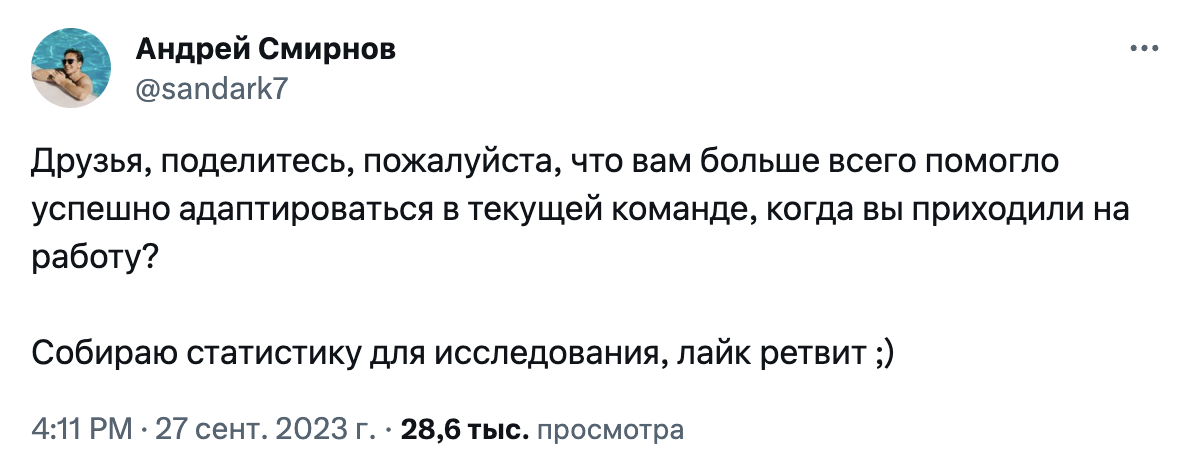 Андрей Смирнов
@sandark7
Друзья, поделитесь, пожалуйста, что вам больше всего помогло
успешно адаптироваться в текущей команде, когда вы приходили на
работу?
Собираю статистику для исследования, лайк ретвит ;)
4:11 PM · 27 сент. 2023 г. · 28,6 тыс. просмотра